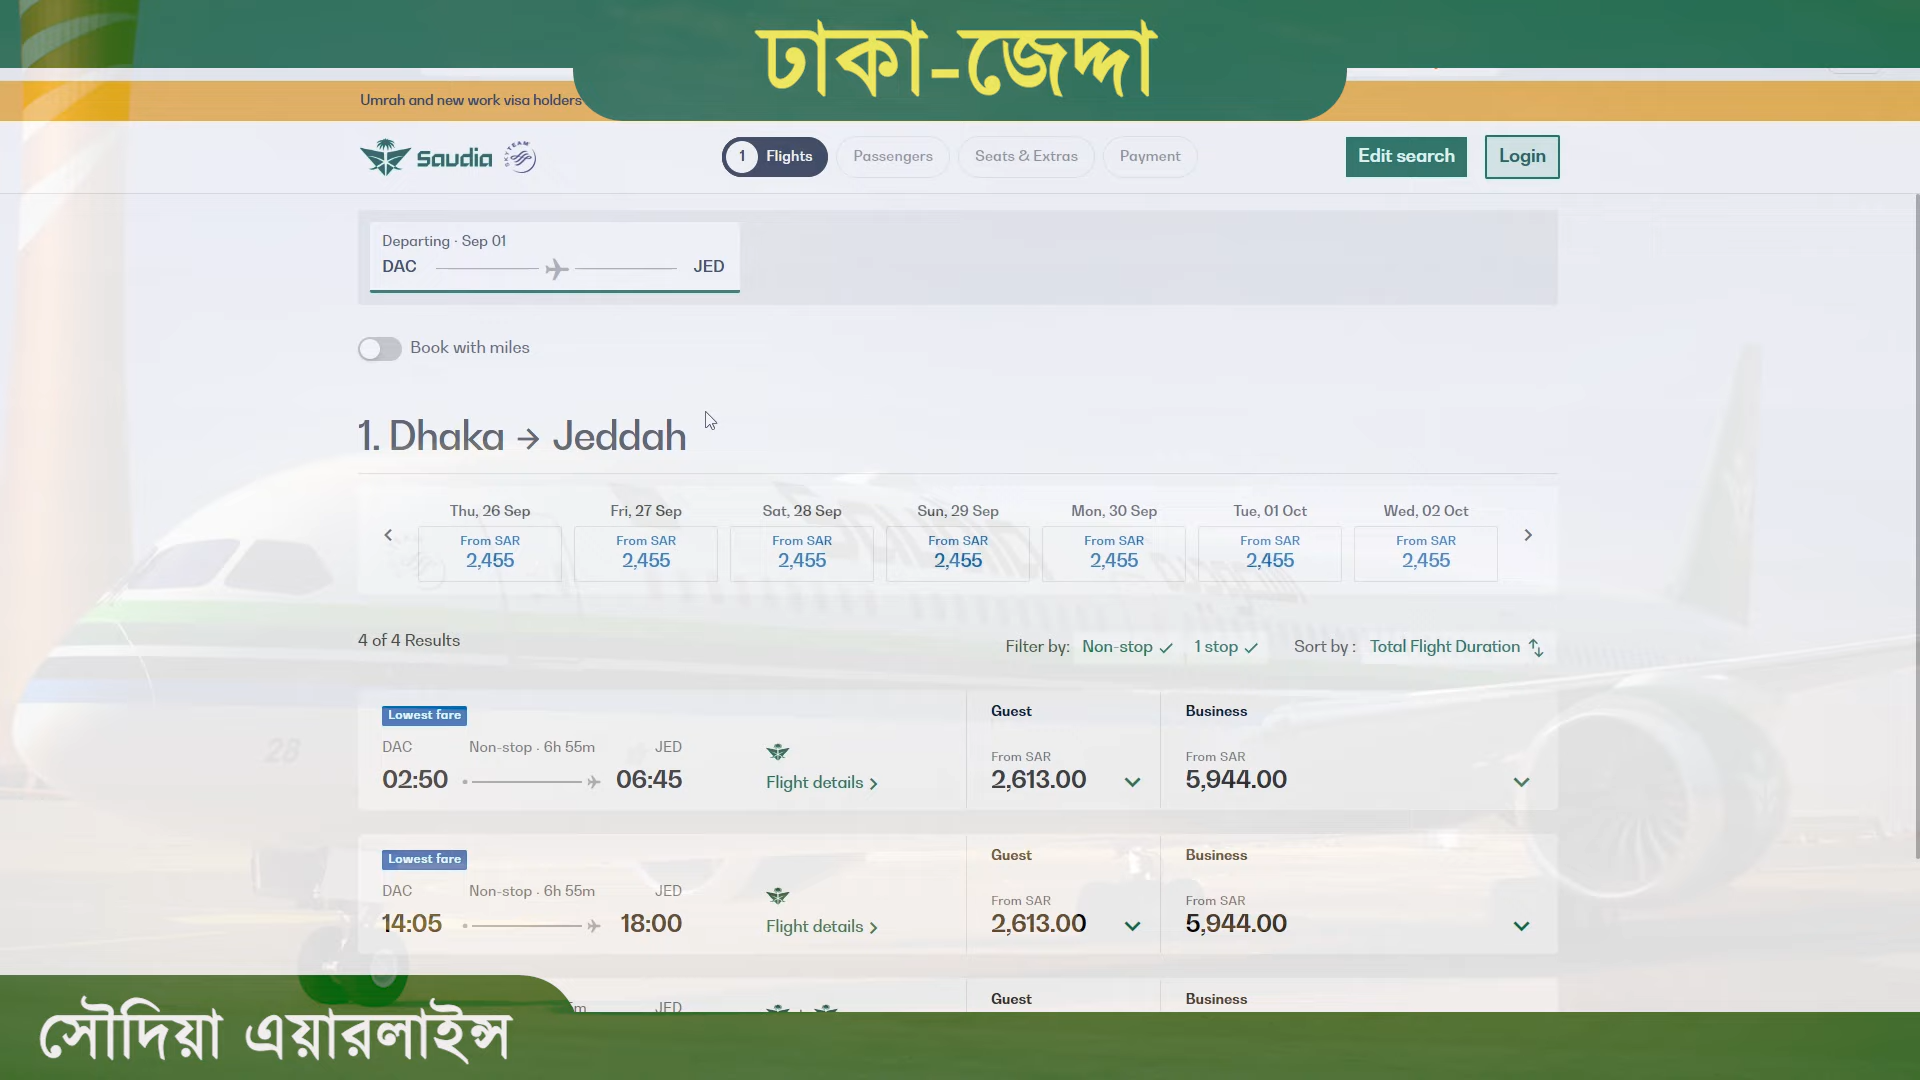 ঢাকা-জেদ্দা
Umrah and new work visa holders
Saudia
SKYTEAM
1 Flights
Passengers
Seats & Extras
Payment
Edit search
Login
Departing · Sep 01
DAC JED
Book with miles
1. Dhaka → Jeddah
Thu, 26 Sep Fri, 27 Sep Sat, 28 Sep Sun, 29 Sep Mon, 30 Sep Tue, 01 Oct Wed, 02 Oct
From SAR From SAR From SAR From SAR From SAR From SAR From SAR
2,455 2,455 2,455 2,455 2,455 2,455 2,455
4 of 4 Results
Filter by: Non-stop ✓ 1 stop ✓ Sort by : Total Flight Duration
Lowest fare
Guest Business
DAC Non-stop · 6h 55m JED
From SAR From SAR
02:50 06:45 Flight details > 2,613.00 5,944.00
Lowest fare
Guest Business
DAC Non-stop · 6h 55m JED
From SAR From SAR
14:05 18:00 Flight details > 2,613.00 5,944.00
JED
Guest Business
28
সৌদিয়া এয়ারলাইন্স